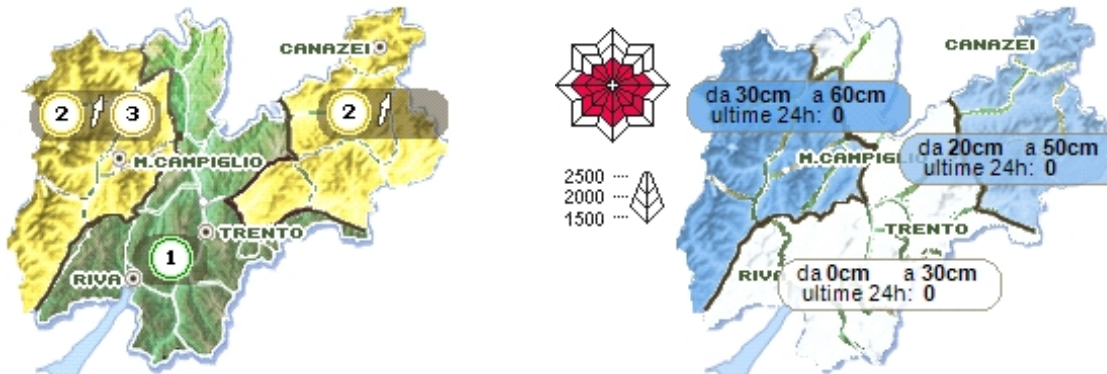 CANAZEI
2 3
2
M.CAMPIGLIO
TRENTO
1
RIVA
2500
2000
1500
CANAZEI
da 30cm a 60cm
ultime 24h: 0
M.CAMPIGLIO
da 20cm a 50cm
ultime 24h: 0
TRENTO
RIVA
da 0cm a 30cm
ultime 24h: 0